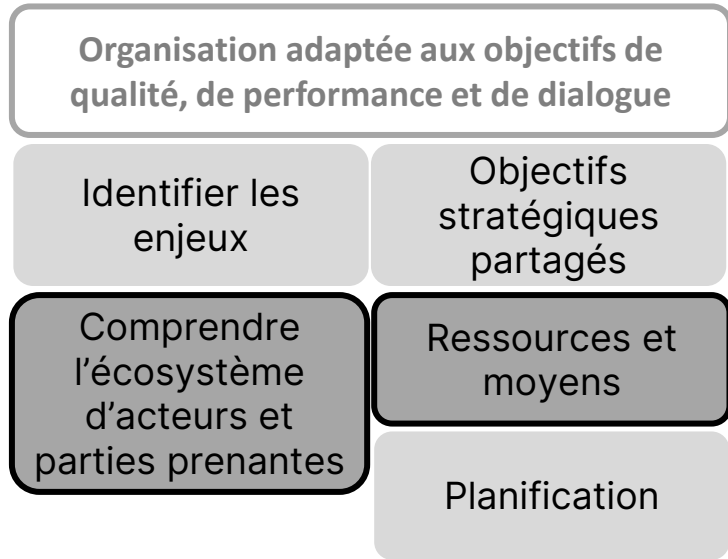 Organisation adaptée aux objectifs de
qualité, de performance et de dialogue
Identifier les
enjeux
Objectifs
stratégiques
partagés
Comprendre
l’écosystème
d’acteurs et
parties prenantes
Ressources et
moyens
Planification